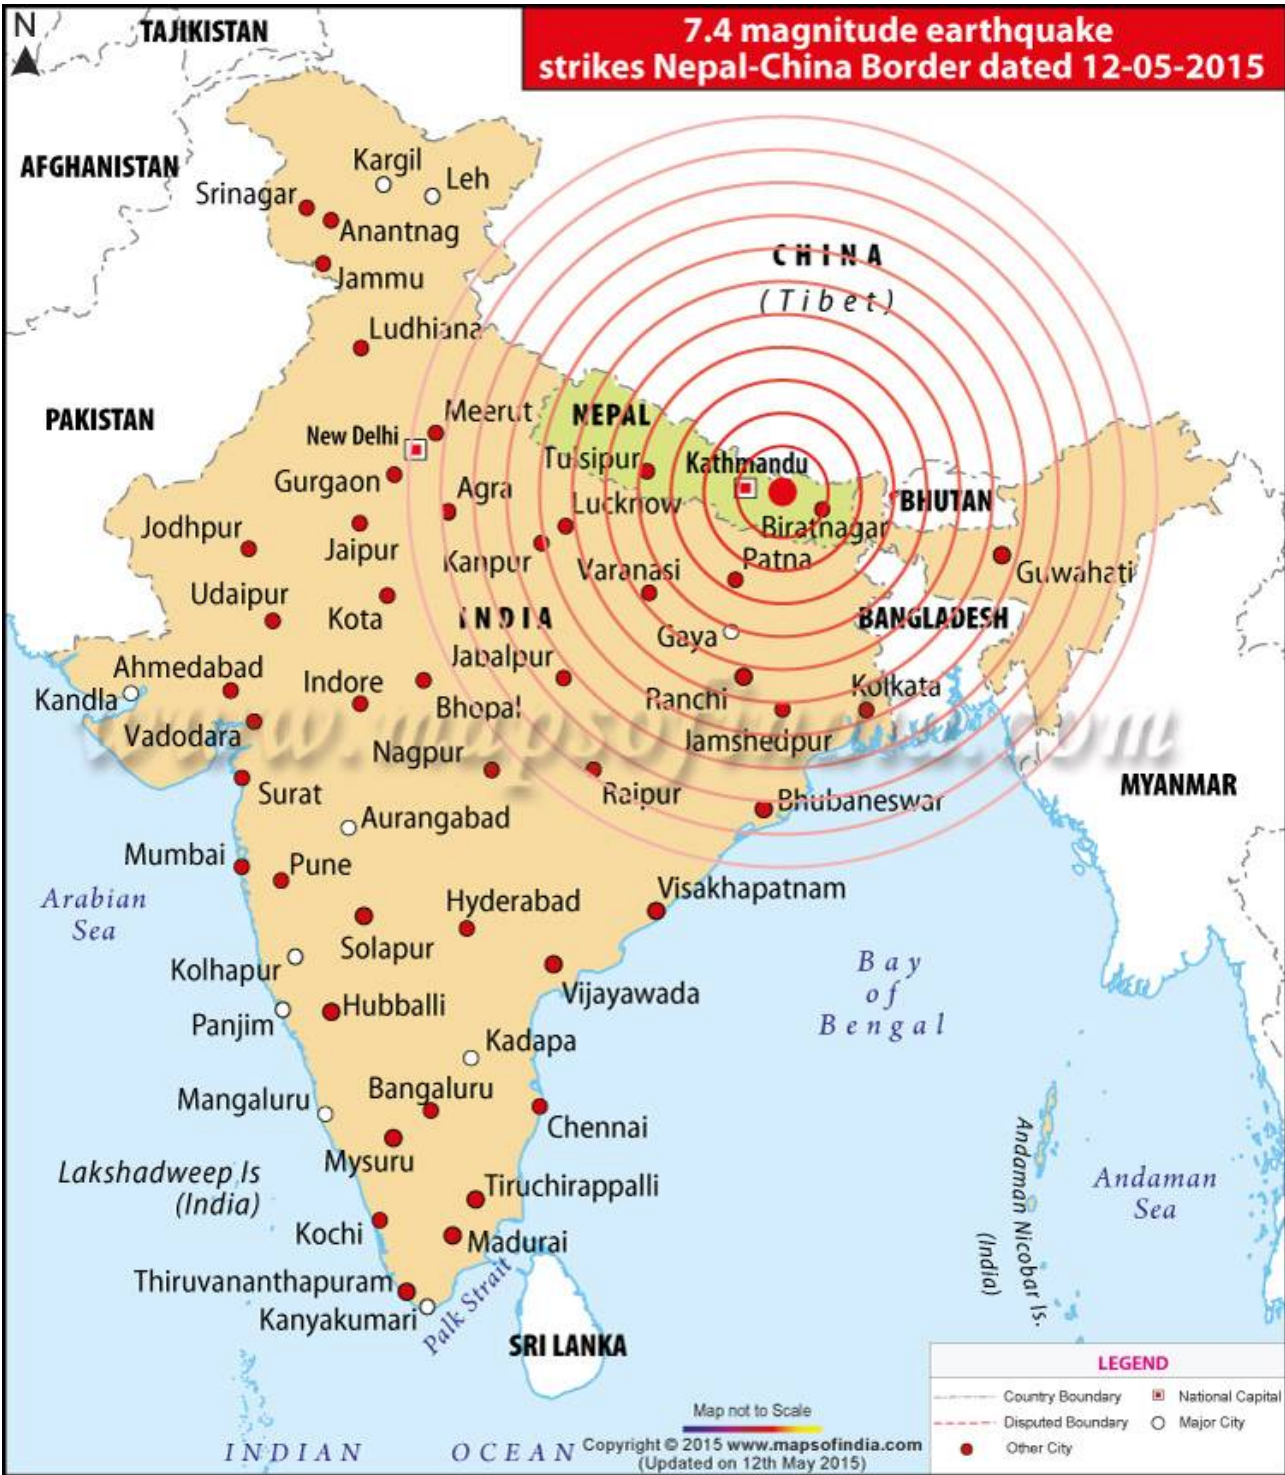 N
TAJIKISTAN
7.4 magnitude earthquake
strikes Nepal-China Border dated 12-05-2015
AFGHANISTAN
Kargil
Leh
Srinagar
Anantnag
Jammu
CHINA
(Tibet)
Ludhiana
PAKISTAN
Meerut
New Delhi
NEPAL
Gurgaon
Tulsipur
Kathmandu
Agra
Lucknow
BHUTAN
Jodhpur
Jaipur
Biratnagar
Kanpur
Varanasi
Patna
Guwahati
Udaipur
Kota
INDIA
BANGLADESH
Gaya
Ahmedabad
Jabalpur
Kandla
Indore
Bhopal
Ranchi
Kolkata
www.mapsofindia.com
Vadodara
Nagpur
Jamshedpur
Surat
Raipur
Bhubaneswar
MYANMAR
Aurangabad
Mumbai
Pune
Arabian
Sea
Hyderabad
Visakhapatnam
Solapur
Kolhapur
Bay
of
Bengal
Vijayawada
Panjim
Hubballi
Kadapa
Mangaluru
Bangaluru
Chennai
Mysuru
Lakshadweep Is
(India)
Tiruchirappalli
Andaman
Sea
Andaman Nicobar Is.
(India)
Kochi
Madurai
Thiruvananthapuram
Kanyakumari
Palk Strait
SRI LANKA
LEGEND
Country Boundary
National Capital
Disputed Boundary
Major City
Other City
Map not to Scale
INDIAN OCEAN
Copyright © 2015 www.mapsofindia.com
(Updated on 12th May 2015)